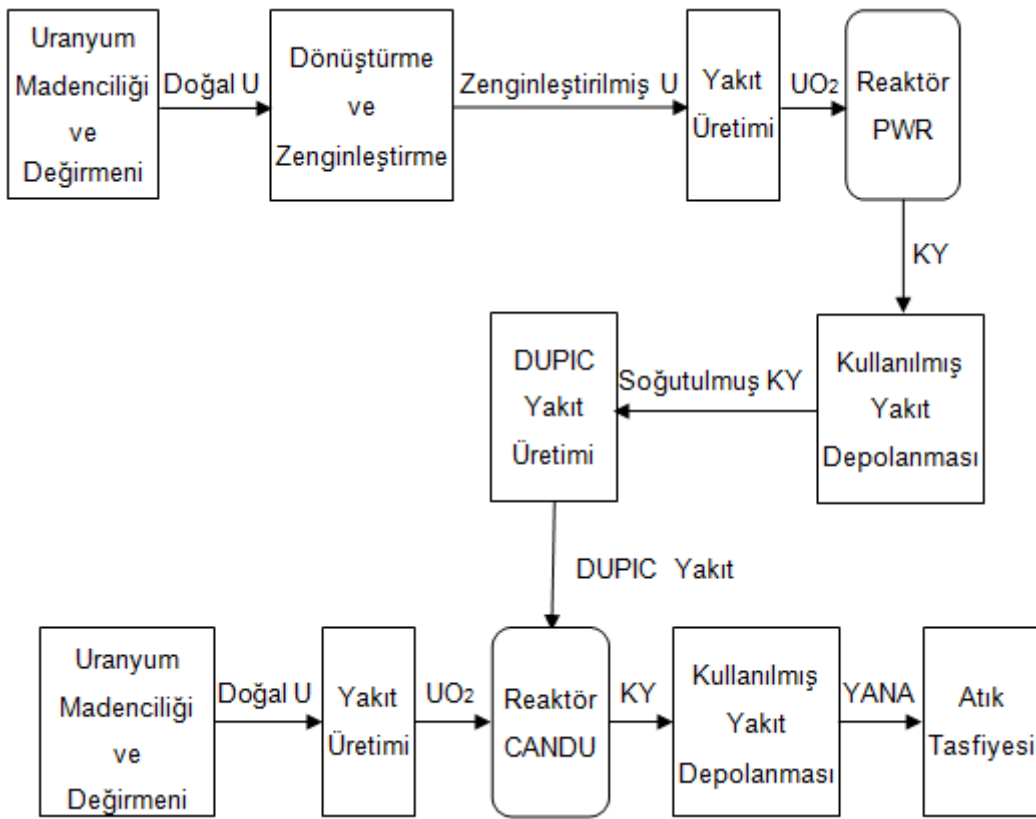 Uranyum
Madenciliği
ve
Değirmeni
Doğal U
Dönüştürme
ve
Zenginleştirme
Zenginleştirilmiş U
Yakıt
Üretimi
UO2
Reaktör
PWR
KY
Kullanılmış
Yakıt
Depolanması
Soğutulmuş KY
DUPIC
Yakıt
Üretimi
DUPIC Yakıt
Uranyum
Madenciliği
ve
Değirmeni
Doğal U
Yakıt
Üretimi
UO2
Reaktör
CANDU
KY
Kullanılmış
Yakıt
Depolanması
YANA
Atık
Tasfiyesi